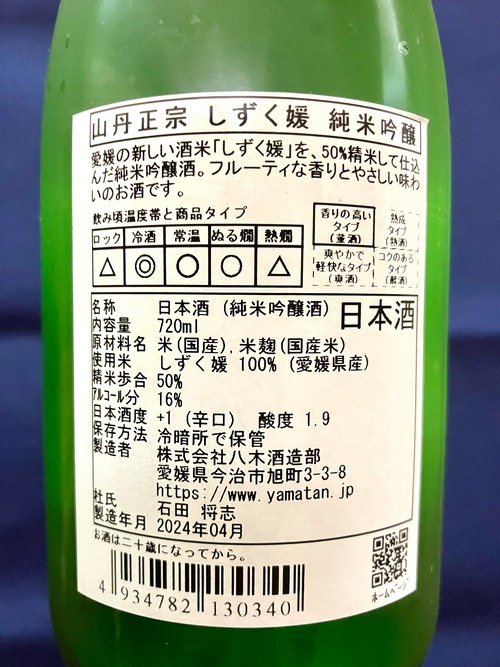 山丹正宗 しずく媛 純米吟醸
愛媛の新しい酒米「しずく媛」を、50%精米して仕込
んだ純米吟醸酒。フルーティな香りとやさしい味わ
いのお酒です。
飲み頃温度帯と商品タイプ
ロック 冷酒 常温 ぬる燗 熱燗
△ ◎ ○ ○ △
香りの高い
タイプ
(薫酒)
熟成
タイプ
(熟酒)
爽やかで
軽快なタイプ
(爽酒)
コクのある
タイプ
(醇酒)
日本酒
名称 日本酒 (純米吟醸酒)
内容量 720ml
原材料名 米(国産),米麹(国産米)
使用米 しずく媛 100% (愛媛県産)
精米歩合 50%
アルコール分 16%
日本酒度 +1 (辛口) 酸度 1.9
保存方法 冷暗所で保管
製造者 株式会社八木酒造部
愛媛県今治市旭町3-3-8
https://www.yamatan.jp
杜氏 石田 将志
製造年月 2024年04月
お酒は二十歳になってから。
4 934782 130340
ホームページ